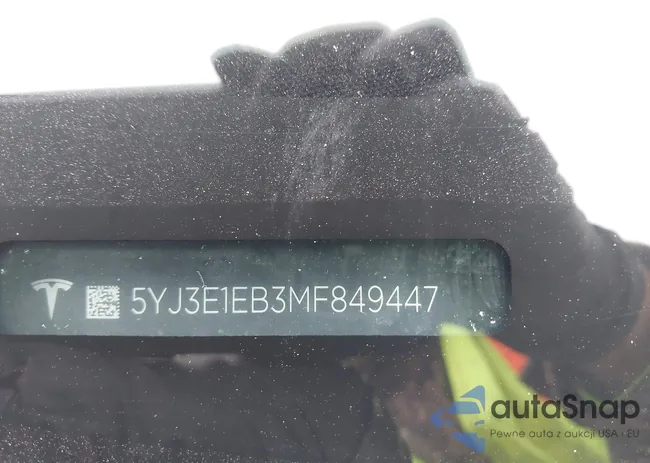 5YJ3E1EB3MF849447
autaSnap
Pewne auta z aukcji USA - EU